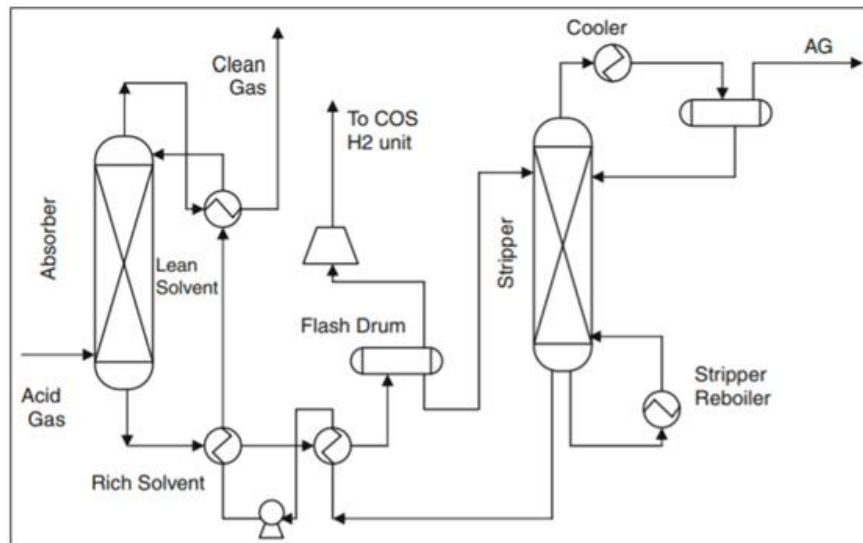 Cooler
AG
Clean
Gas
To COS
H2 unit
Absorber
Lean
Solvent
Stripper
Flash Drum
Stripper
Reboiler
Acid
Gas
Rich Solvent